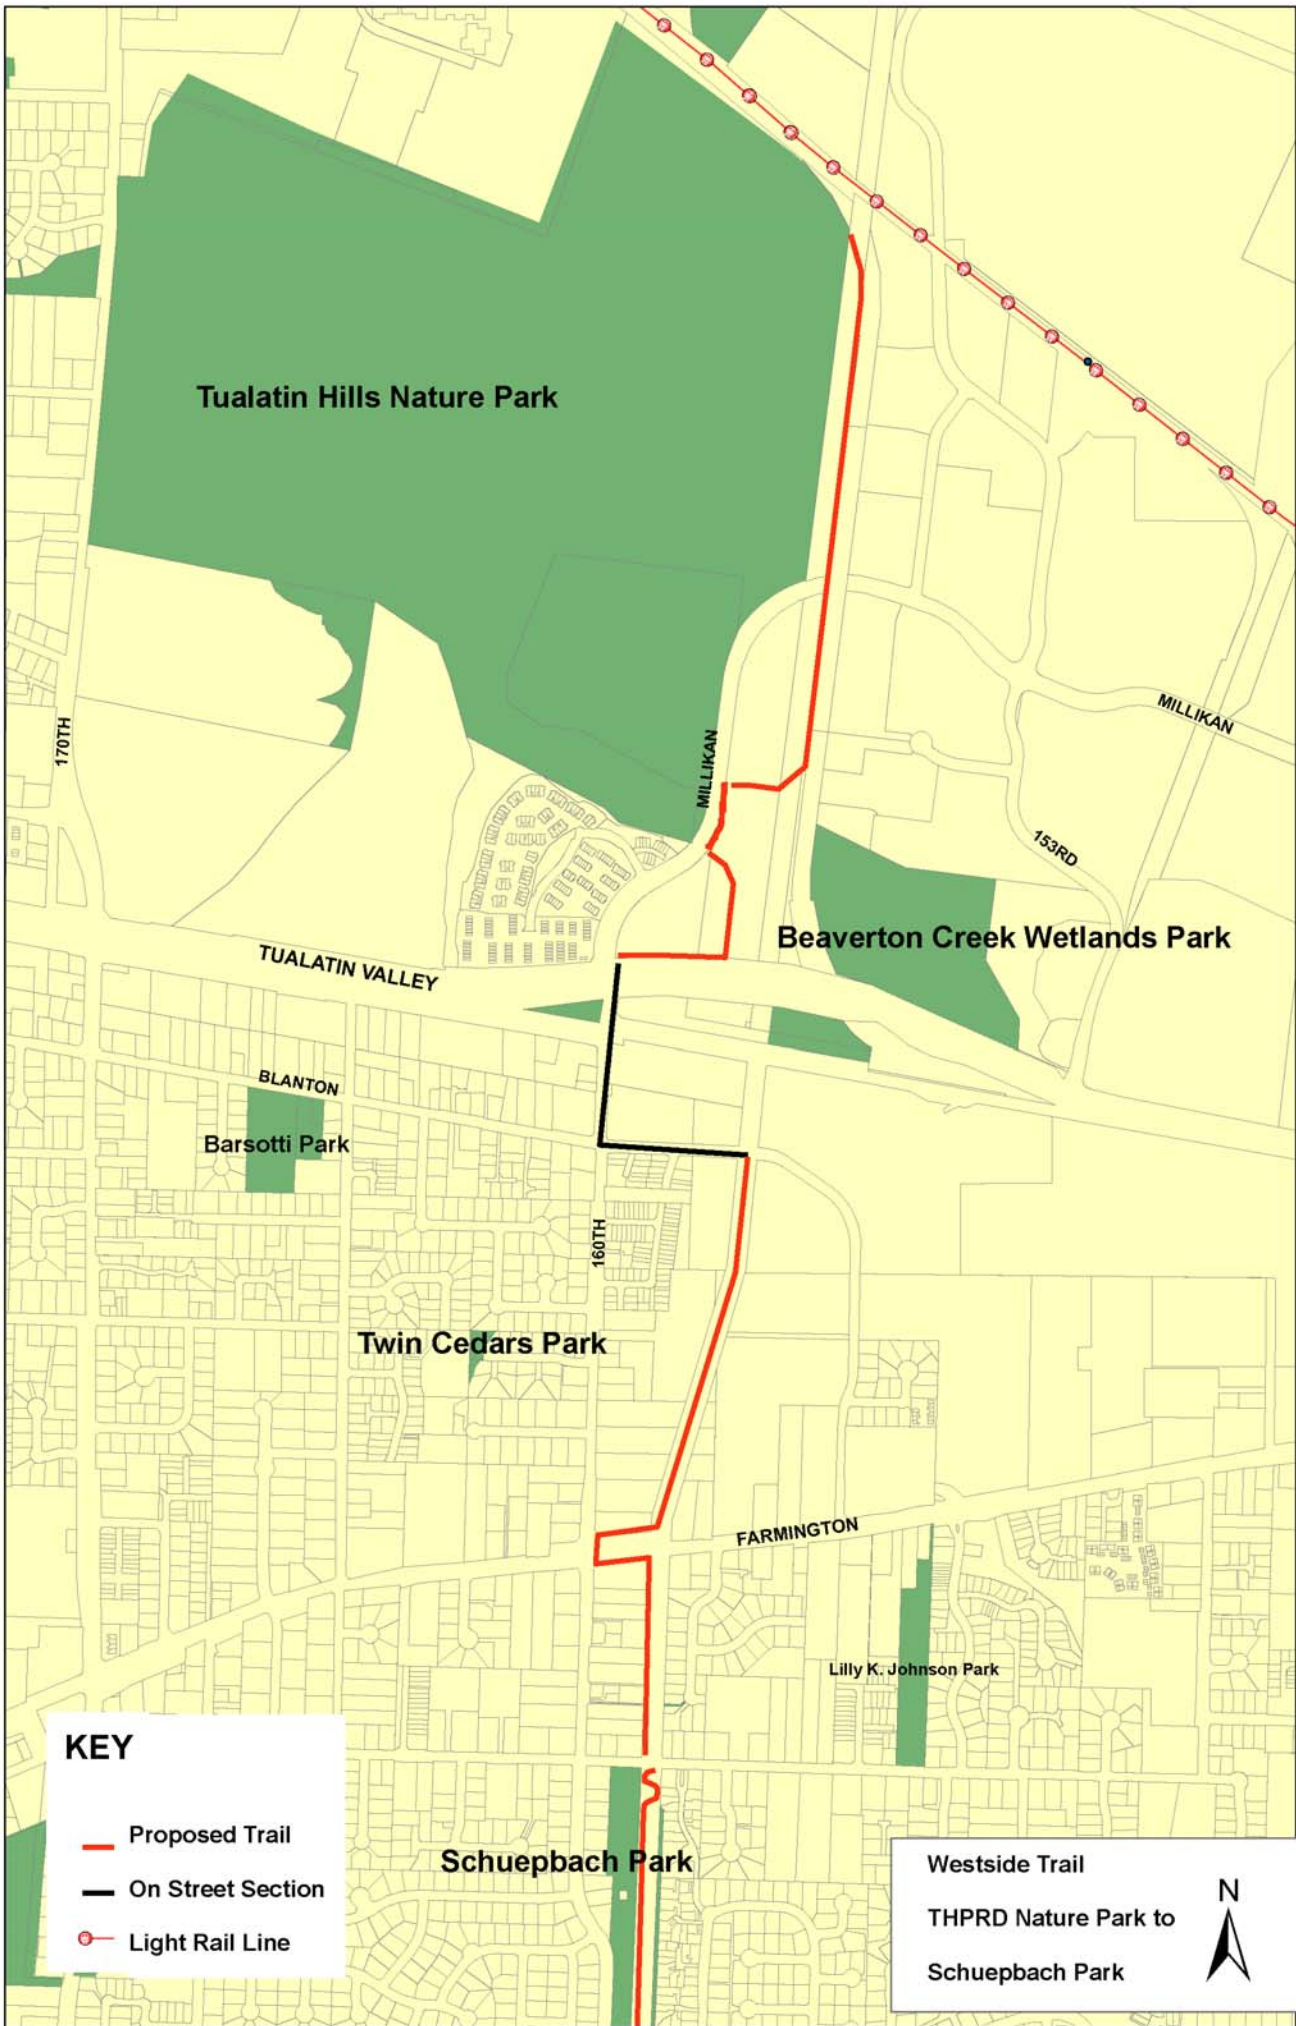 Tualatin Hills Nature Park
170TH
MILLIKAN
MILLIKAN
153RD
Beaverton Creek Wetlands Park
TUALATIN VALLEY
BLANTON
Barsotti Park
160TH
Twin Cedars Park
FARMINGTON
Lilly K. Johnson Park
Schuepbach Park
KEY
Proposed Trail
On Street Section
Light Rail Line
Westside Trail
THPRD Nature Park to
Schuepbach Park
N